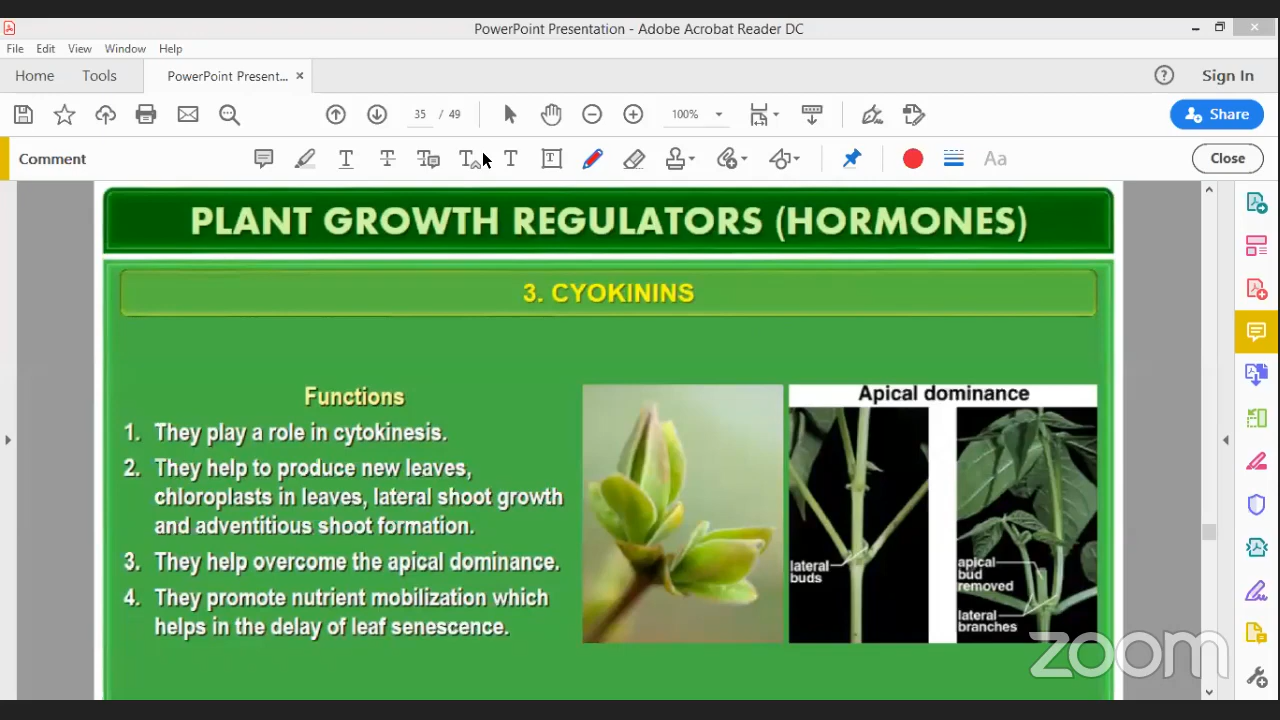 PowerPoint Presentation - Adobe Acrobat Reader DC
File Edit View Window Help
Home Tools PowerPoint Present... × Sign In
35 / 49 100% Share
Comment Aa Close
PLANT GROWTH REGULATORS (HORMONES)
3. CYOKININS
Functions
1. They play a role in cytokinesis.
2. They help to produce new leaves,
chloroplasts in leaves, lateral shoot growth
and adventitious shoot formation.
3. They help overcome the apical dominance.
4. They promote nutrient mobilization which
helps in the delay of leaf senescence.
Apical dominance
lateral
buds
apical
bud
removed
lateral
branches
zoom